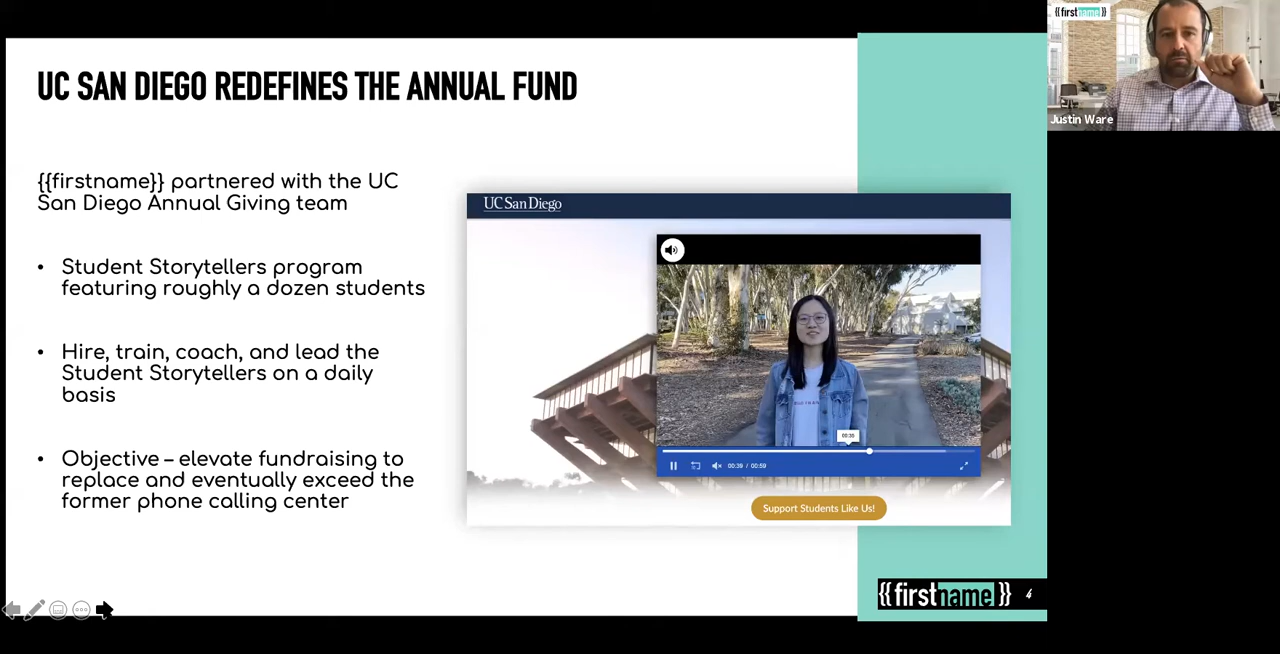 UC SAN DIEGO REDEFINES THE ANNUAL FUND
{{firstname}}
Justin Ware
{{firstname}} partnered with the UC
San Diego Annual Giving team
• Student Storytellers program
featuring roughly a dozen students
• Hire, train, coach, and lead the
Student Storytellers on a daily
basis
• Objective – elevate fundraising to
replace and eventually exceed the
former phone calling center
UC San Diego
00:35
00:39 / 00:59
Support Students Like Us!
{{firstname}} 4